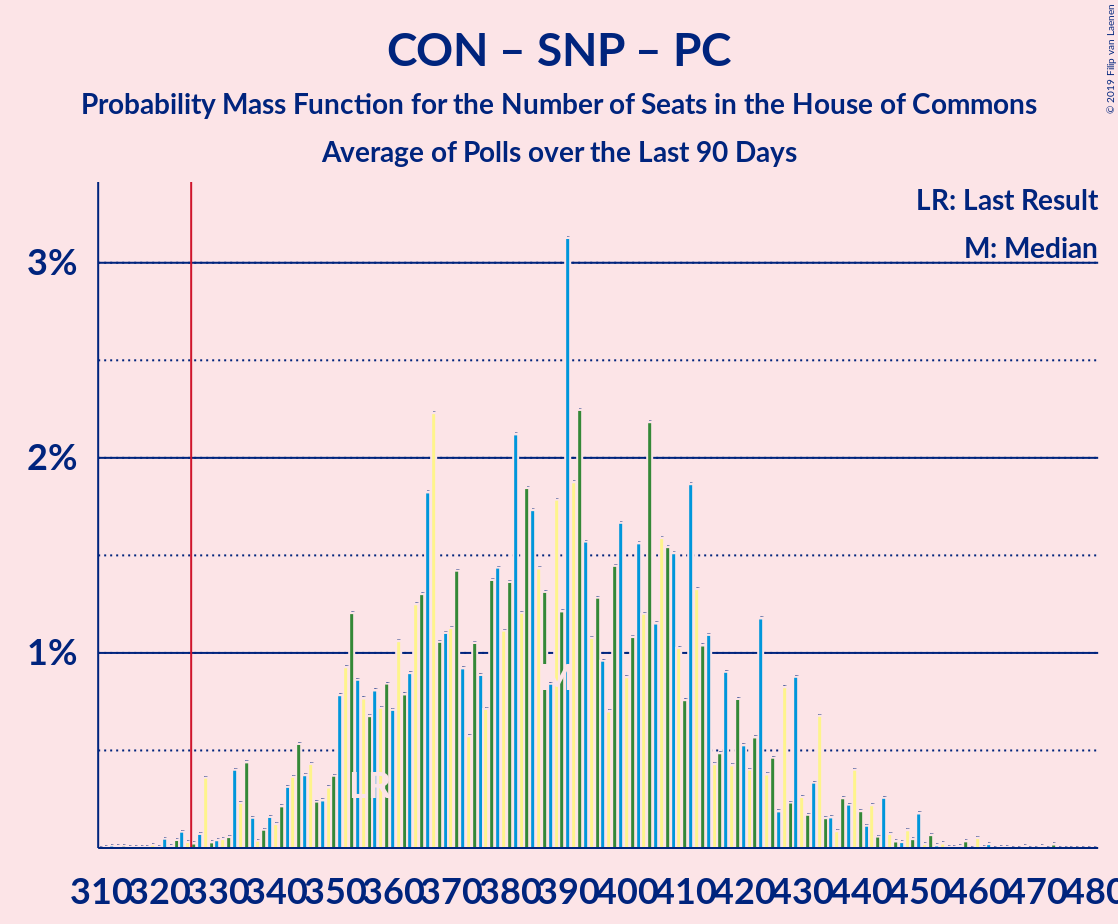 CON – SNP – PC
Probability Mass Function for the Number of Seats in the House of Commons
Average of Polls over the Last 90 Days
© 2019 Filip van Laenen
LR: Last Result
M: Median
3%
2%
1%
M
LR
310 320 330 340 350 360 370 380 390 400 410 420 430 440 450 460 470 480